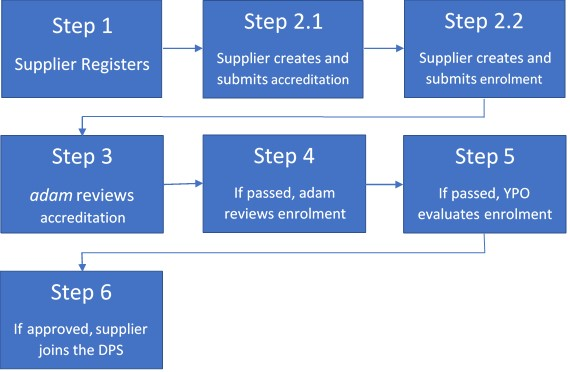 Step 1
Supplier Registers
Step 2.1
Supplier creates and
submits accreditation
Step 2.2
Supplier creates and
submits enrolment
Step 3
adam reviews
accreditation
Step 4
If passed, adam
reviews enrolment
Step 5
If passed, YPO
evaluates enrolment
Step 6
If approved, supplier
joins the DPS